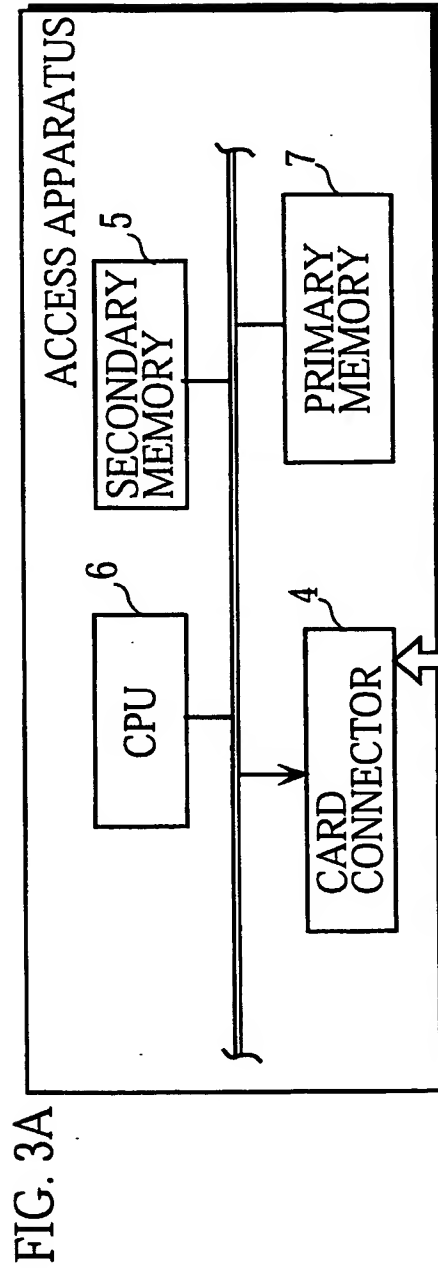 FIG. 3A
ACCESS APPARATUS
6
CPU
5
SECONDARY
MEMORY
4
CARD
CONNECTOR
7
PRIMARY
MEMORY